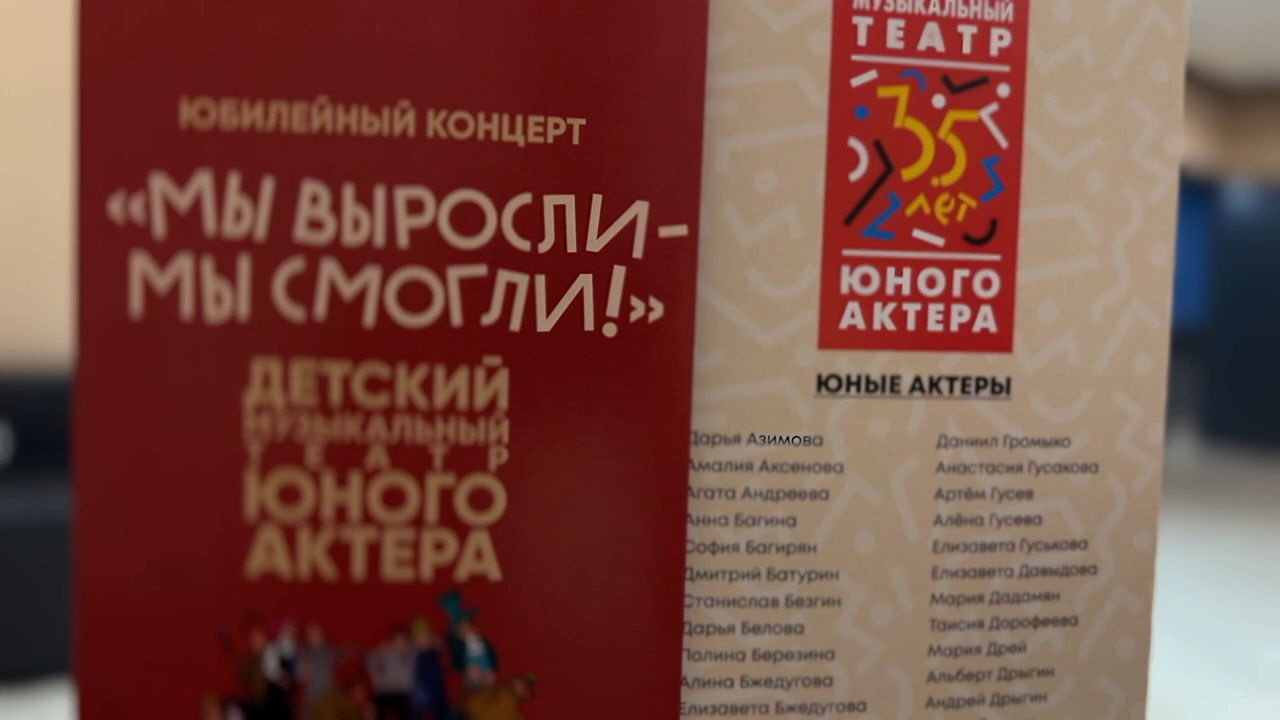 ЮБИЛЕЙНЫЙ КОНЦЕРТ
«МЫ ВЫРОСЛИ-
МЫ СМОГЛИ!»
ДЕТСКИЙ
МУЗЫКАЛЬНЫЙ
ТЕАТР
ЮНОГО
АКТЕРА
МУЗЫКАЛЬНЫЙ
ТЕАТР
35
лет
ЮНОГО
АКТЕРА
ЮНЫЕ АКТЕРЫ
Дарья Азимова
Амалия Аксенова
Агата Андреева
Анна Багина
София Багирян
Дмитрий Батурин
Станислав Безгин
Дарья Белова
Полина Березина
Алина Бжедугова
Елизавета Бжедугова
Даниил Громыко
Анастасия Гусакова
Артём Гусев
Алёна Гусева
Елизавета Гуськова
Елизавета Давыдова
Мария Дадамян
Таисия Дорофеева
Мария Дрей
Альберт Дрыгин
Андрей Дрыгин